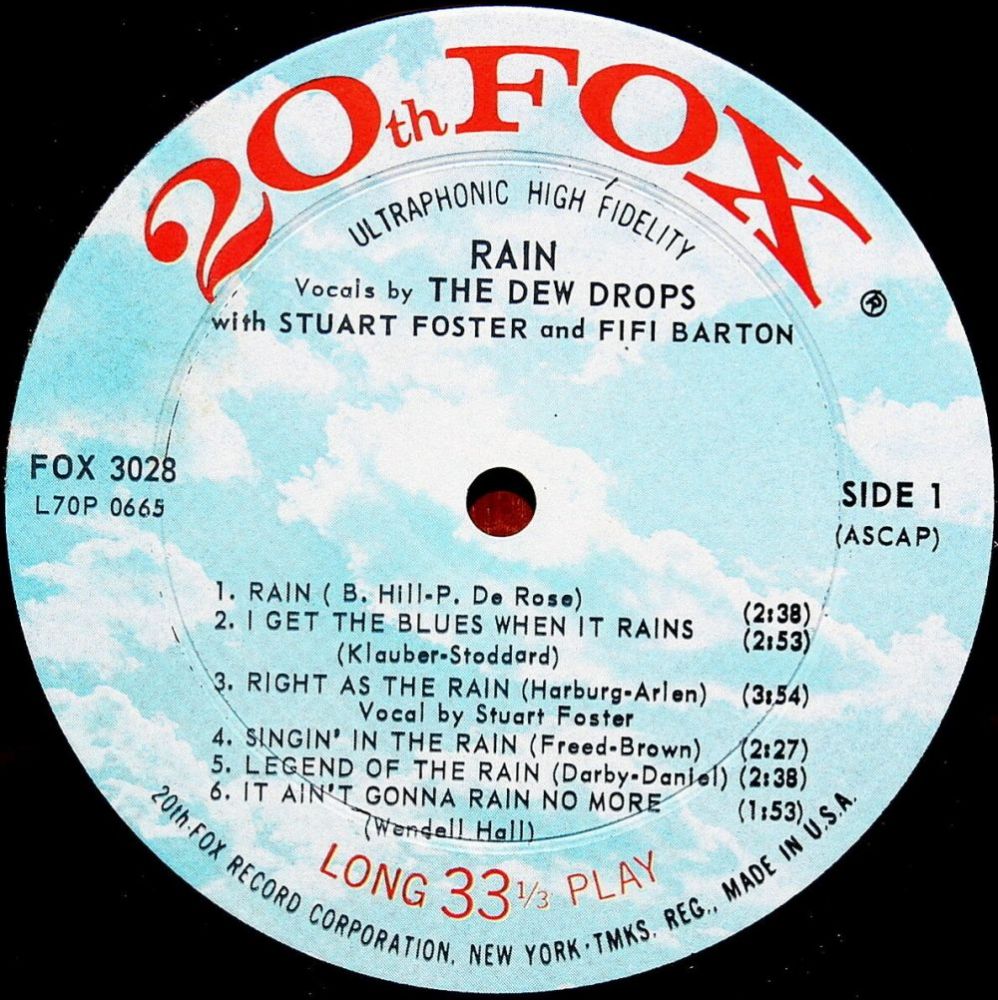 20th FOX
®
ULTRAPHONIC HIGH FIDELITY
RAIN
Vocals by THE DEW DROPS
with STUART FOSTER and FIFI BARTON
FOX 3028
L70P 0665
SIDE 1
(ASCAP)
1. RAIN ( B. Hill-P. De Rose) (2:38)
2. I GET THE BLUES WHEN IT RAINS (2:53)
(Klauber-Stoddard)
3. RIGHT AS THE RAIN (Harburg-Arlen) (3:54)
Vocal by Stuart Foster
4. SINGIN' IN THE RAIN (Freed-Brown) (2:27)
5. LEGEND OF THE RAIN (Darby-Daniel) (2:38)
6. IT AIN'T GONNA RAIN NO MORE (1:53)
(Wendell Hall)
LONG 33 1/3 PLAY
20th-FOX RECORD CORPORATION, NEW YORK·TMKS. REG., MADE IN U.S.A.